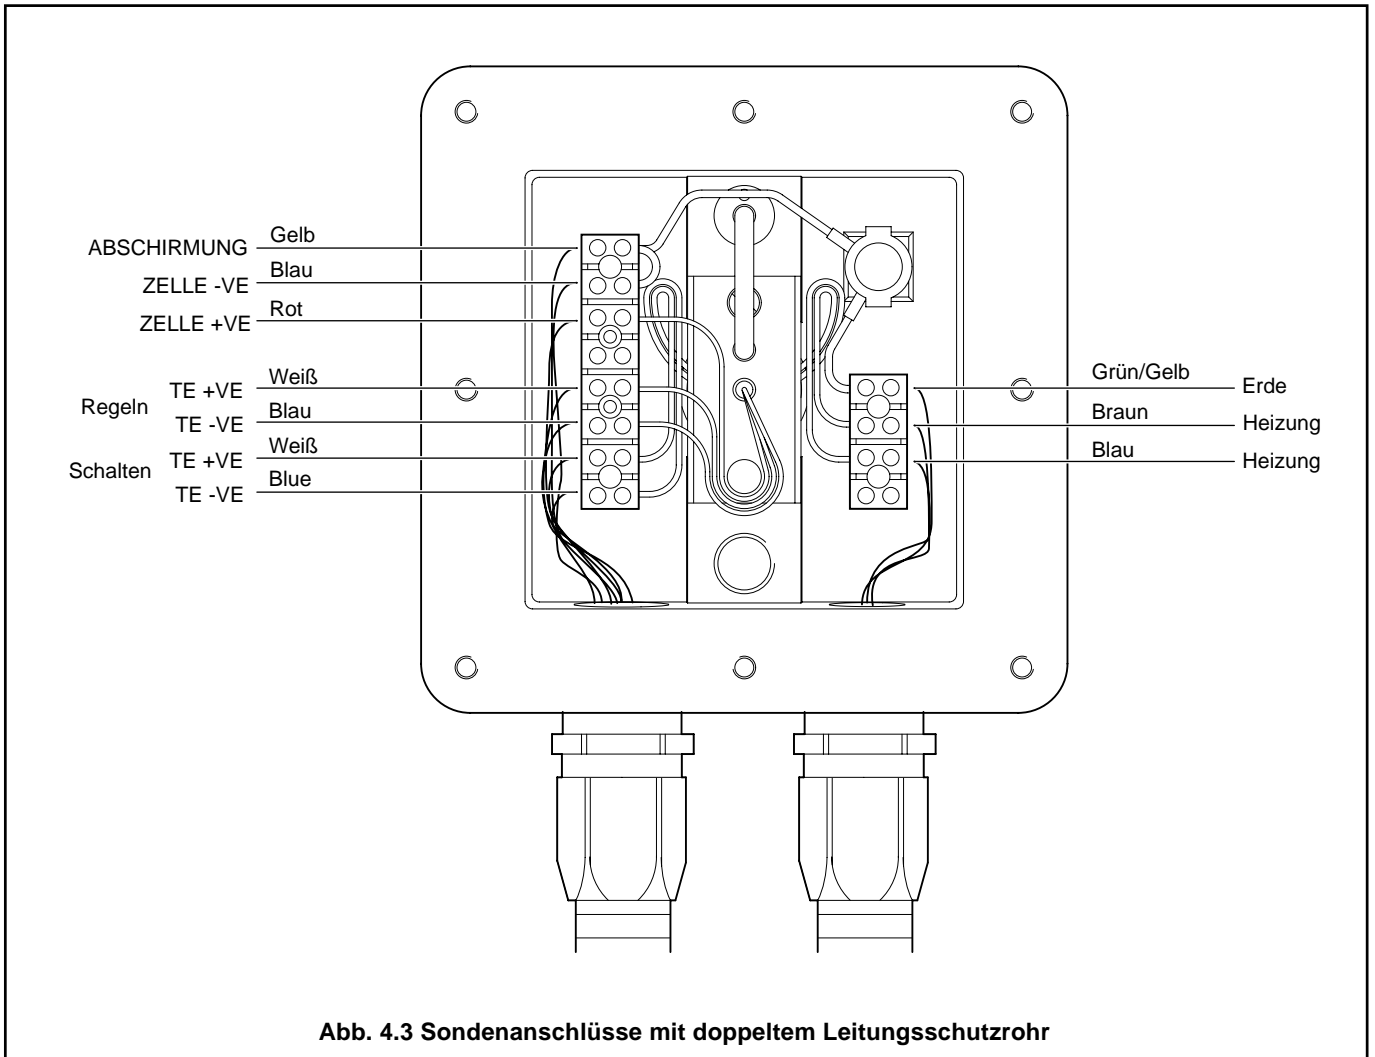 ABSCHIRMUNG Gelb
ZELLE -VE Blau
ZELLE +VE Rot
Regeln
TE +VE Weiß
TE -VE Blau
Schalten
TE +VE Weiß
TE -VE Blue
Grün/Gelb Erde
Braun Heizung
Blau Heizung
Abb. 4.3 Sondenanschlüsse mit doppeltem Leitungsschutzrohr